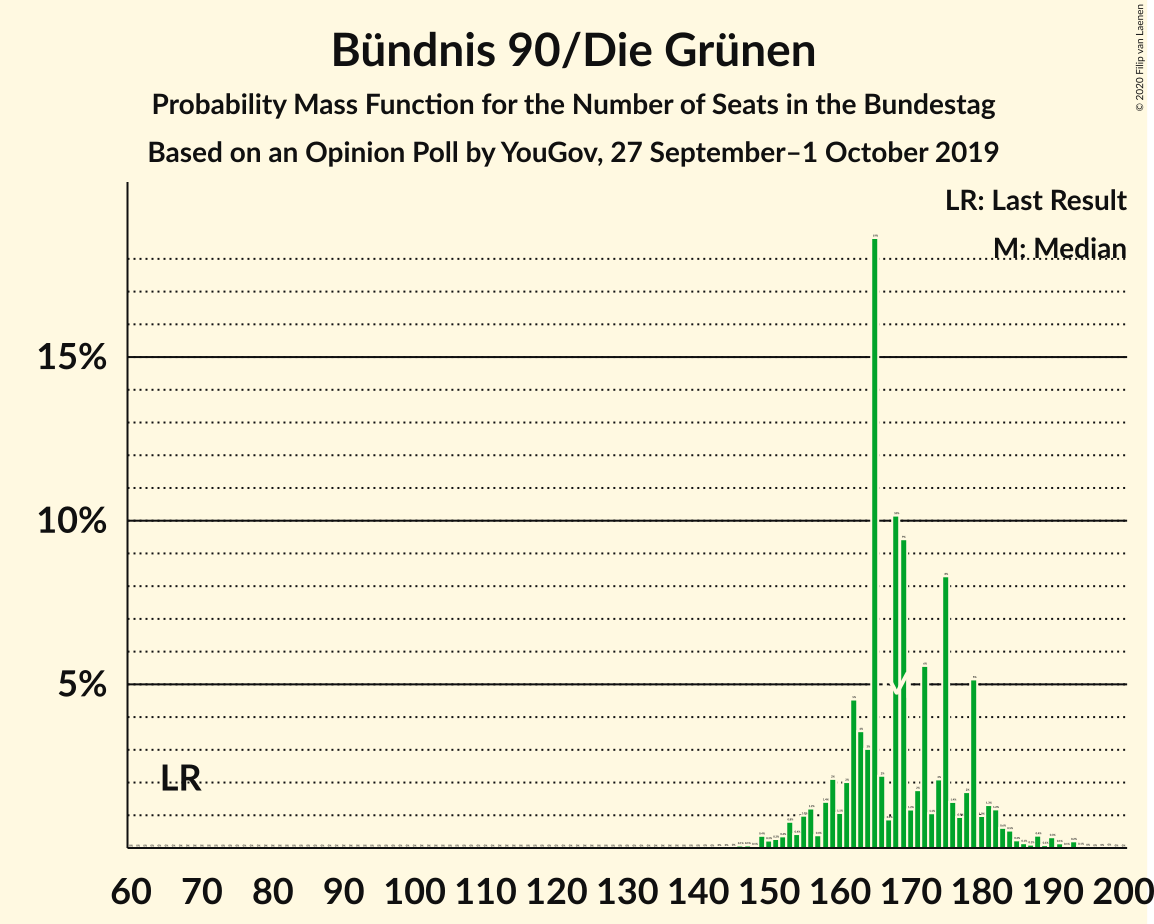 Bündnis 90/Die Grünen
Probability Mass Function for the Number of Seats in the Bundestag
Based on an Opinion Poll by YouGov, 27 September–1 October 2019
© 2020 Filip van Laenen
LR: Last Result
M: Median
15%
10%
5%
LR
60 70 80 90 100 110 120 130 140 150 160 170 180 190 200